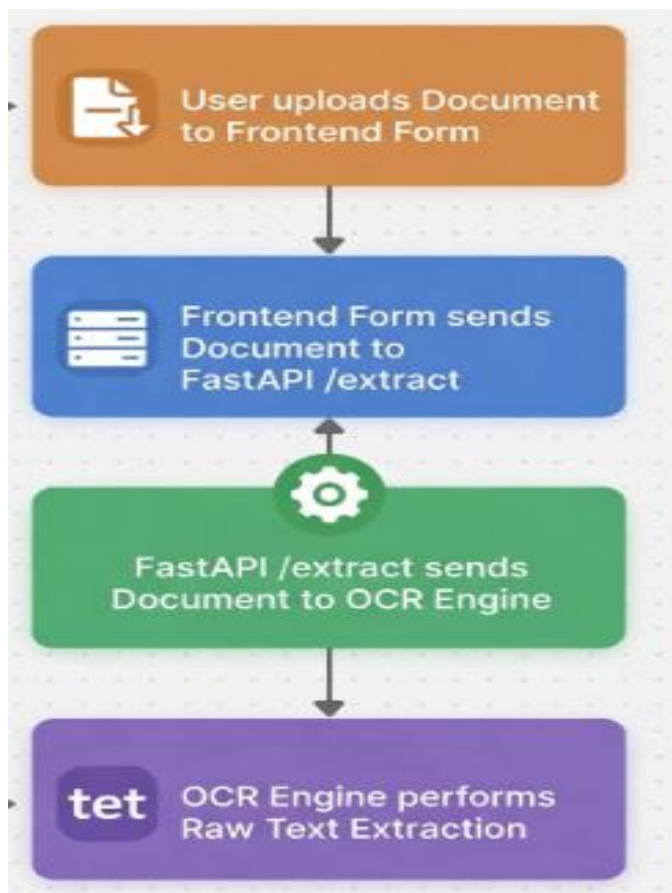 User uploads Document
to Frontend Form
Frontend Form sends
Document to
FastAPI /extract
FastAPI /extract sends
Document to OCR Engine
tet
OCR Engine performs
Raw Text Extraction